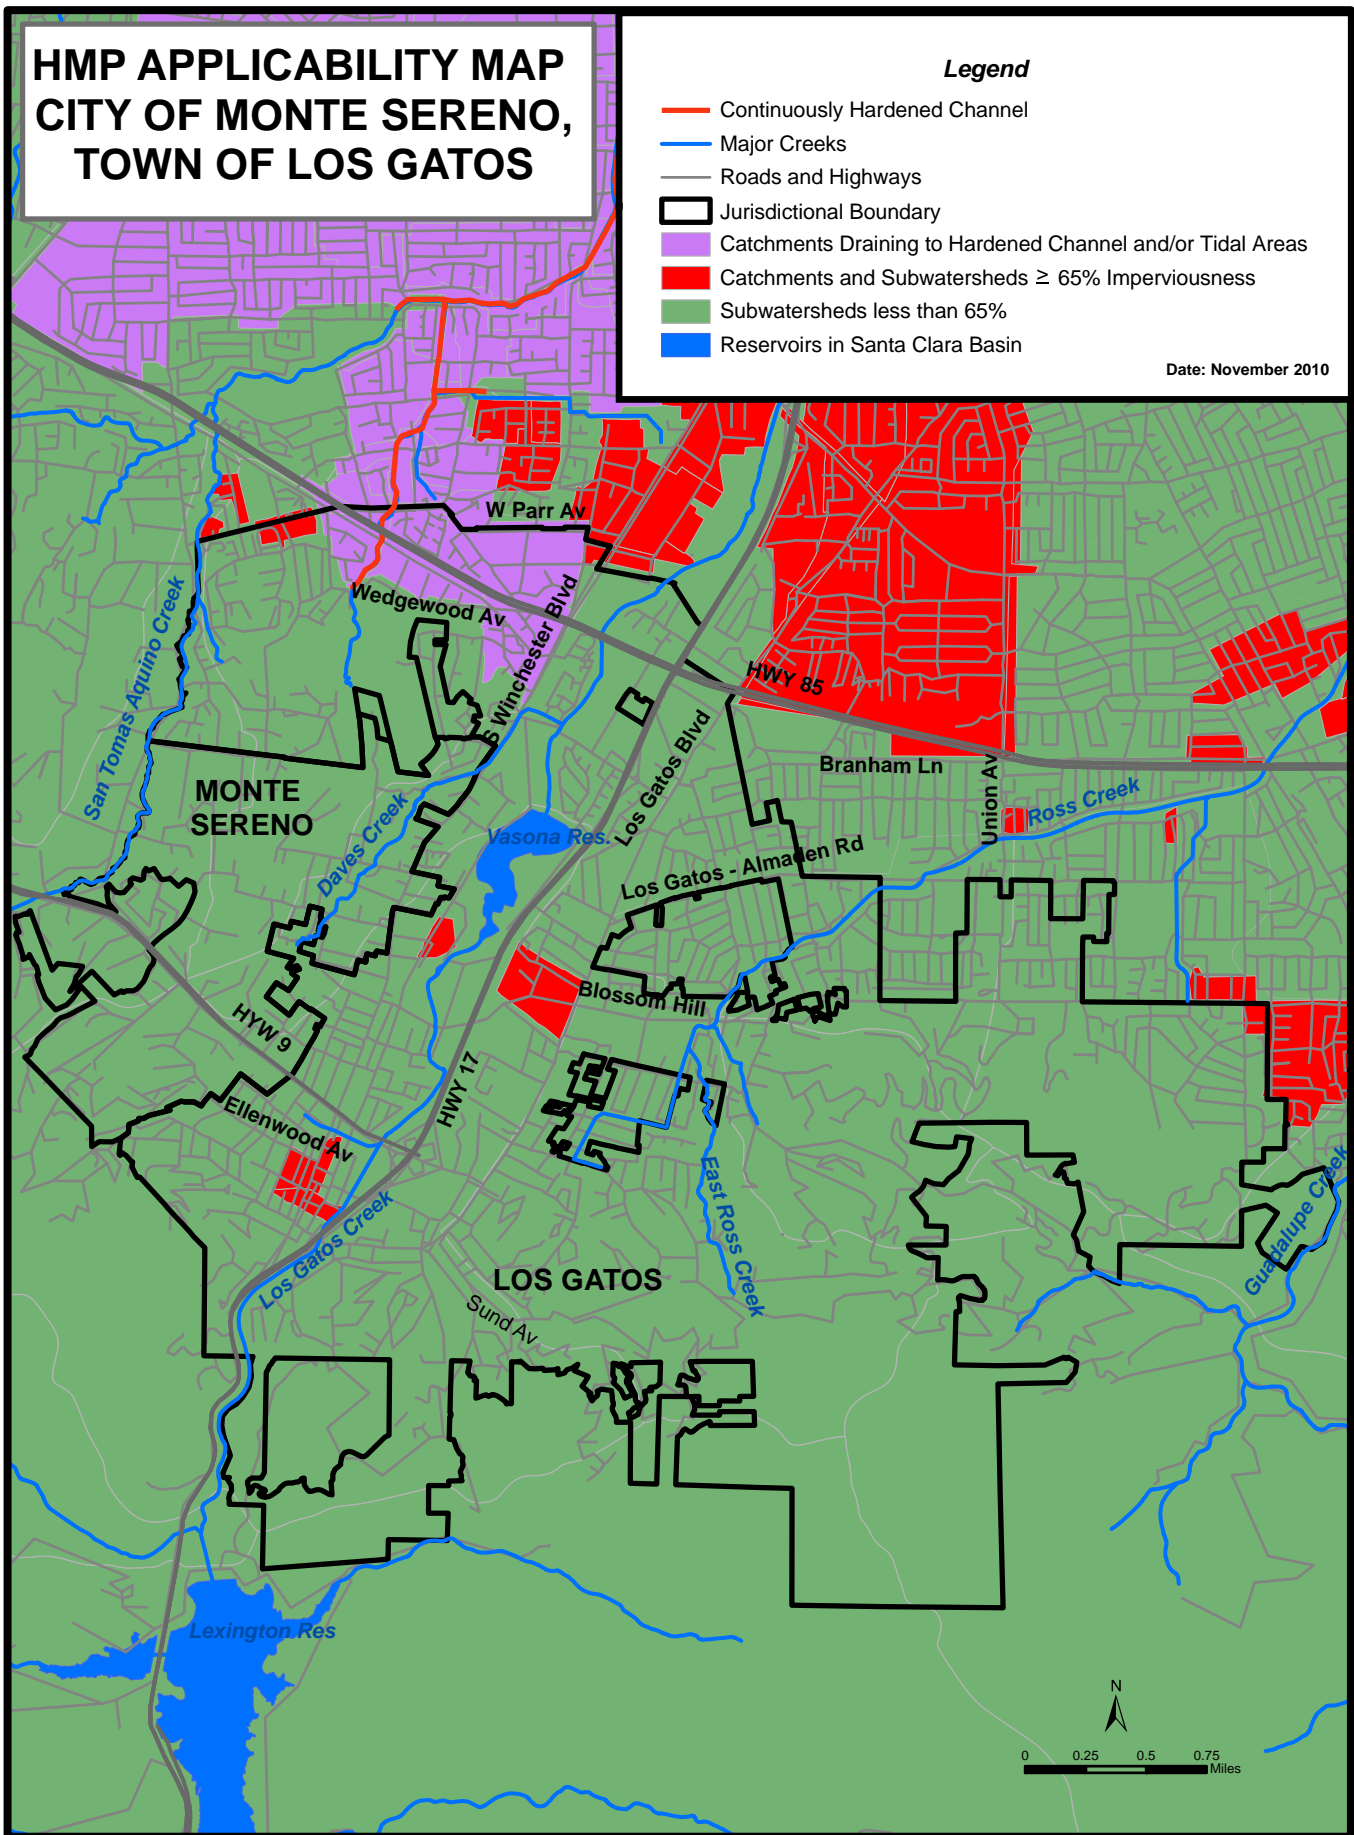 HMP APPLICABILITY MAP
CITY OF MONTE SERENO,
TOWN OF LOS GATOS
Legend
Continuously Hardened Channel
Major Creeks
Roads and Highways
Jurisdictional Boundary
Catchments Draining to Hardened Channel and/or Tidal Areas
Catchments and Subwatersheds ≥ 65% Imperviousness
Subwatersheds less than 65%
Reservoirs in Santa Clara Basin
Date: November 2010
W Parr Av
Wedgewood Av
S Winchester Blvd
San Tomas Aquino Creek
HWY 85
Los Gatos Blvd
Branham Ln
Union Av
Ross Creek
MONTE
SERENO
Daves Creek
Vasona Res.
Los Gatos - Almaden Rd
Blossom Hill
HYW 9
HWY 17
Ellenwood Av
East Ross Creek
Guadalupe Creek
Los Gatos Creek
LOS GATOS
Sund Av
Lexington Res
N
0 0.25 0.5 0.75
Miles